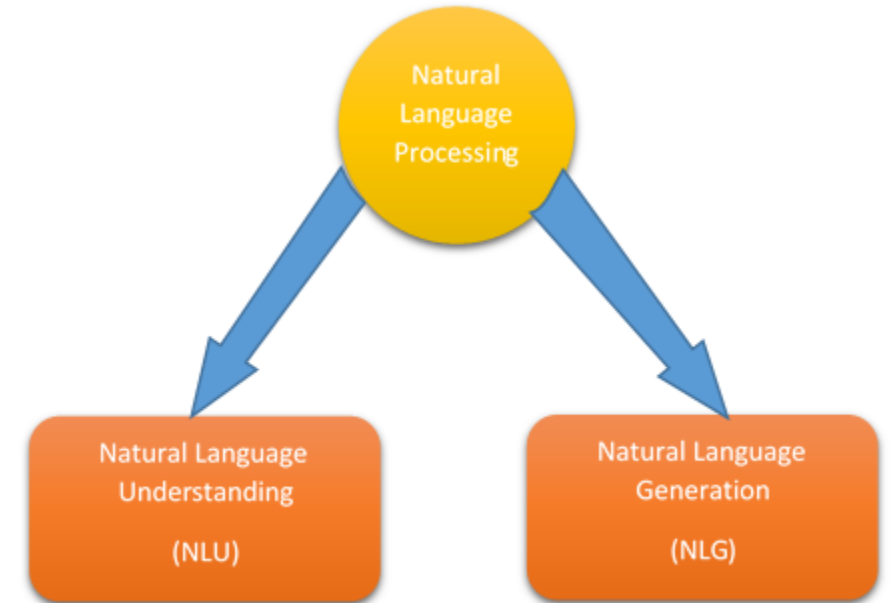 Natural
Language
Processing
Natural Language
Understanding
(NLU)
Natural Language
Generation
(NLG)